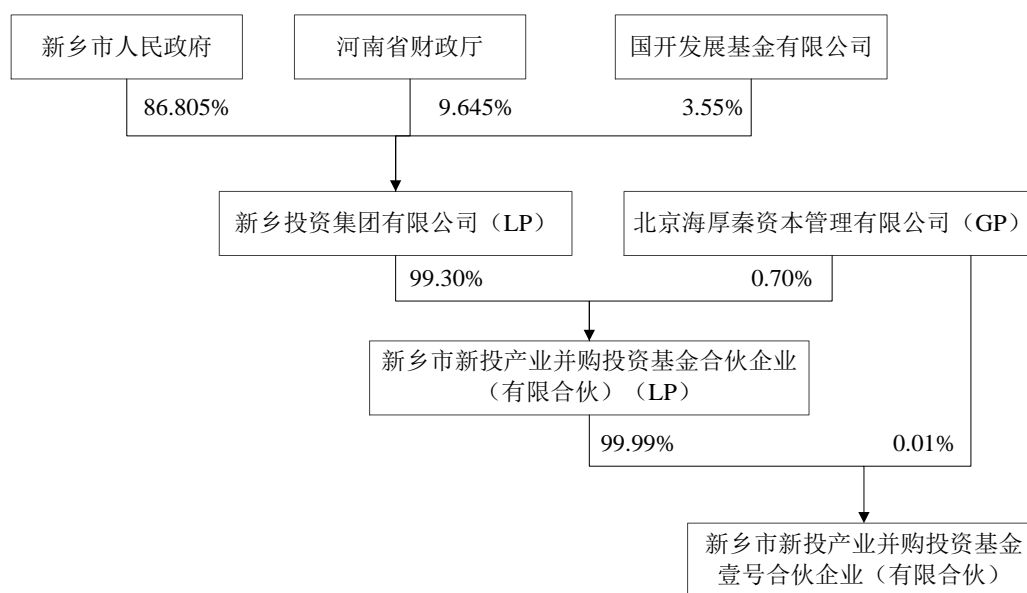 新乡市人民政府
河南省财政厅
国开发展基金有限公司
86.805%
9.645%
3.55%
新乡投资集团有限公司（LP）
北京海厚秦资本管理有限公司（GP）
99.30%
0.70%
新乡市新投产业并购投资基金合伙企业
（有限合伙）（LP）
99.99%
0.01%
新乡市新投产业并购投资基金
壹号合伙企业（有限合伙）